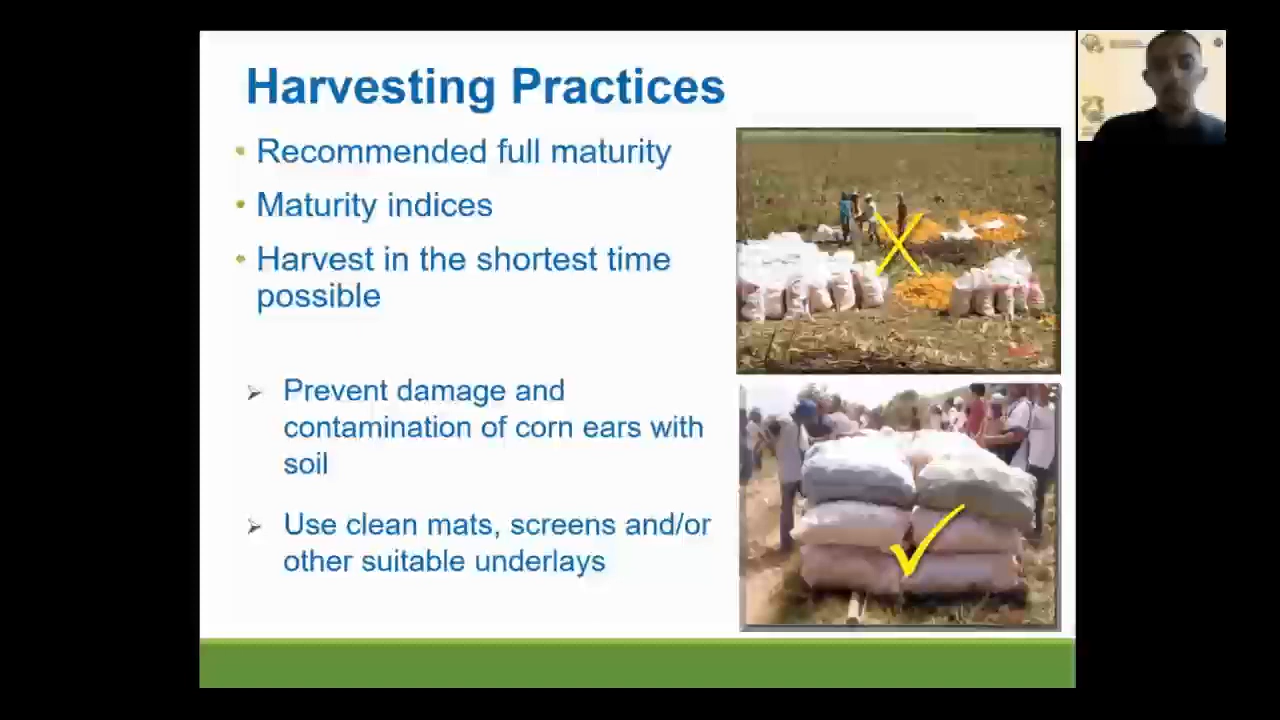 Harvesting Practices
• Recommended full maturity
• Maturity indices
• Harvest in the shortest time
possible
➢ Prevent damage and
contamination of corn ears with
soil
➢ Use clean mats, screens and/or
other suitable underlays